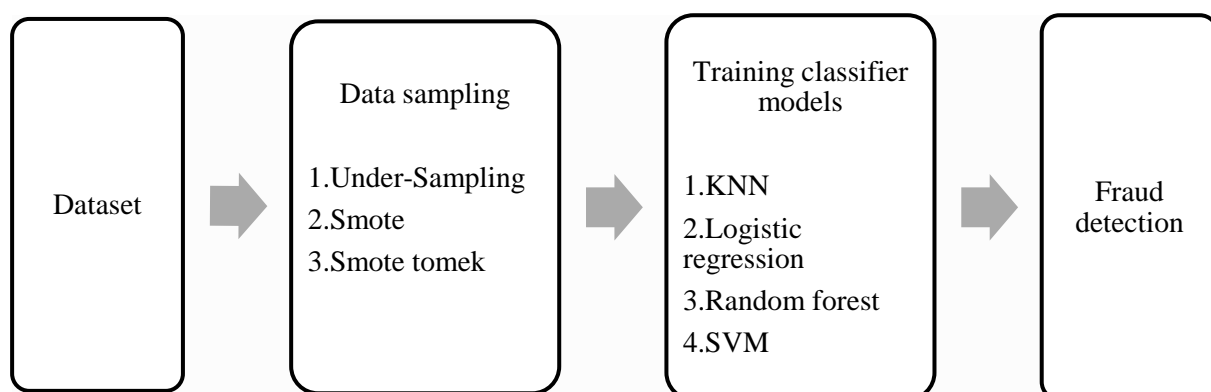 Dataset
Data sampling
1.Under-Sampling
2.Smote
3.Smote tomek
Training classifier
models
1.KNN
2.Logistic
regression
3.Random forest
4.SVM
Fraud
detection